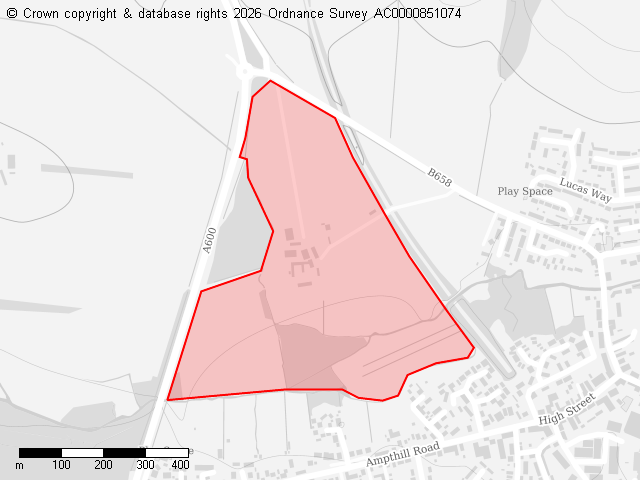 © Crown copyright & database rights 2026 Ordnance Survey AC0000851074
B658
Play Space
Lucas Way
A600
High Street
Ampthill Road
m 100 200 300 400